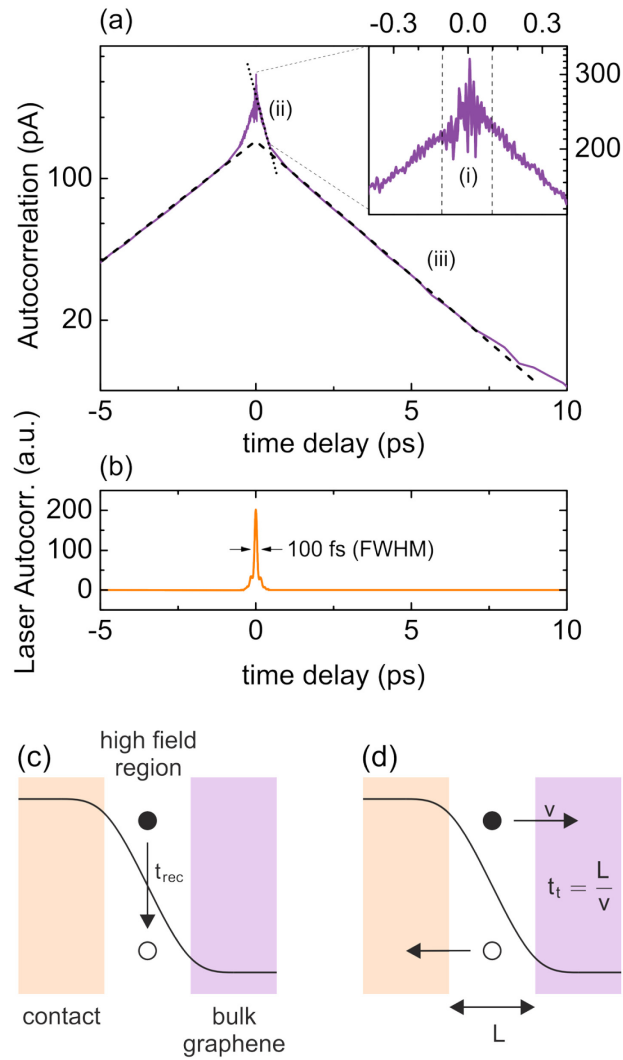 (a)
-0.3 0.0 0.3
300
200
(i)
(ii)
(iii)
Autocorrelation (pA)
100
20
-5 0 5 10
time delay (ps)
(b)
Laser Autocorr. (a.u.)
200
100
0
100 fs (FWHM)
-5 0 5 10
time delay (ps)
(c)
high field
region
t_rec
contact
bulk
graphene
(d)
v
t_t = L/v
L